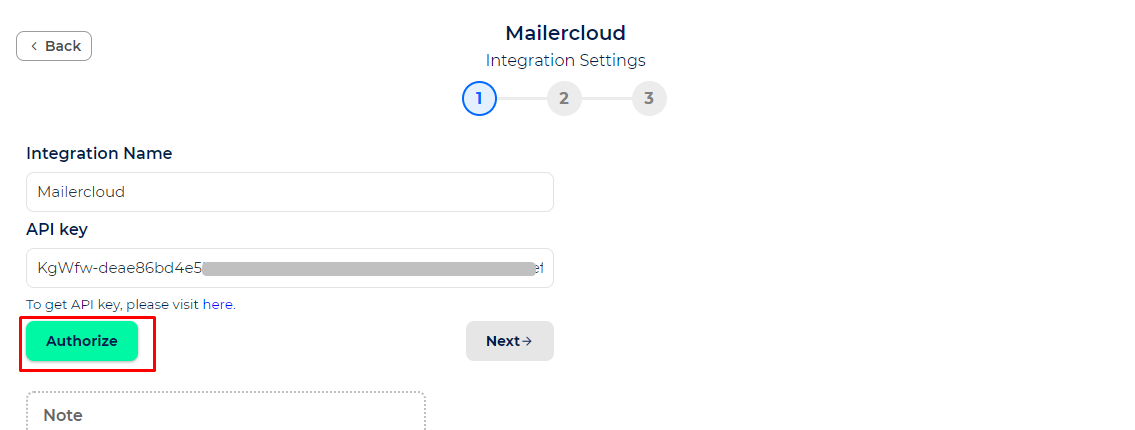 Mailercloud
Back
Integration Settings
1 2 3
Integration Name
Mailercloud
API key
KgWfw-deae86bd4e5
To get API key, please visit here.
Authorize
Next→
Note